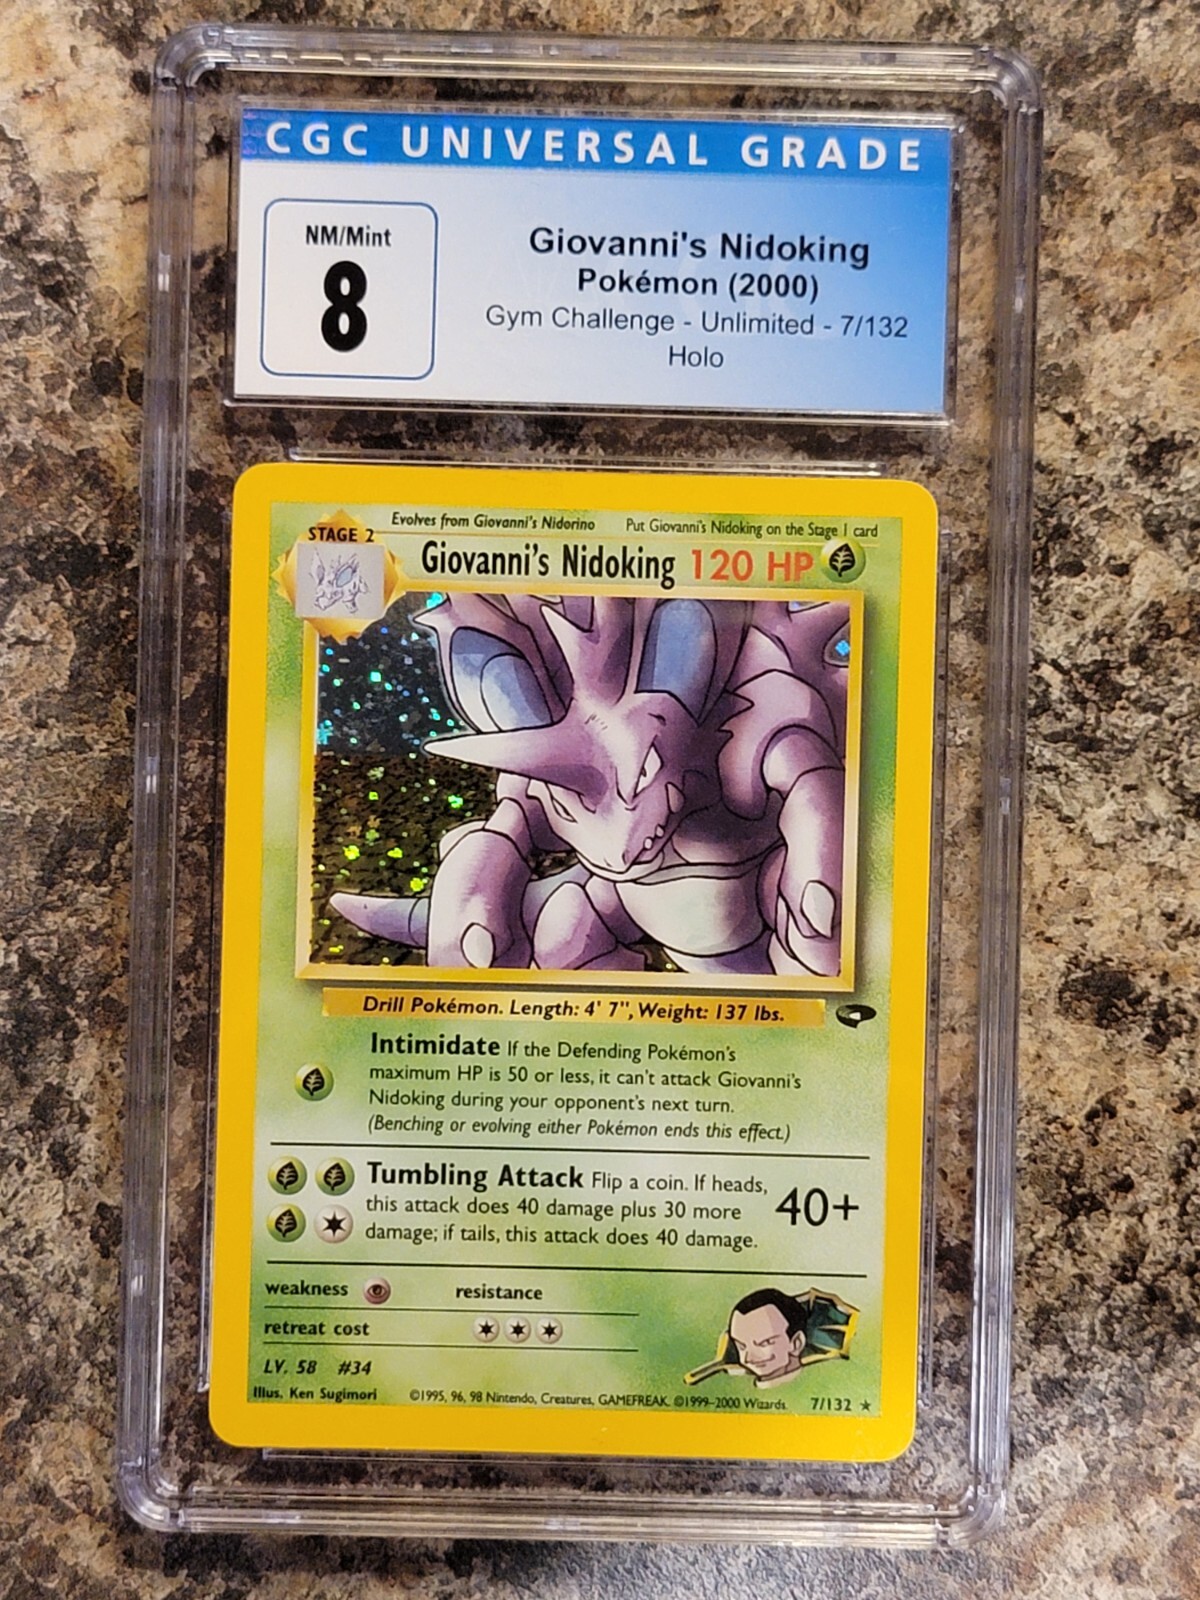 CGC UNIVERSAL GRADE
NM/Mint
8
Giovanni's Nidoking
Pokémon (2000)
Gym Challenge - Unlimited - 7/132
Holo
Evolves from Giovanni's Nidorino Put Giovanni's Nidoking on the Stage 1 card
STAGE 2
Giovanni's Nidoking 120 HP
Drill Pokémon. Length: 4' 7", Weight: 137 lbs.
Intimidate If the Defending Pokémon's
maximum HP is 50 or less, it can't attack Giovanni's
Nidoking during your opponent's next turn.
(Benching or evolving either Pokémon ends this effect.)
Tumbling Attack Flip a coin. If heads,
this attack does 40 damage plus 30 more
damage; if tails, this attack does 40 damage.
40+
weakness resistance
retreat cost
LV. 58 #34
Illus. Ken Sugimori ©1995, 96, 98 Nintendo, Creatures, GAMEFREAK. ©1999-2000 Wizards. 7/132 ★